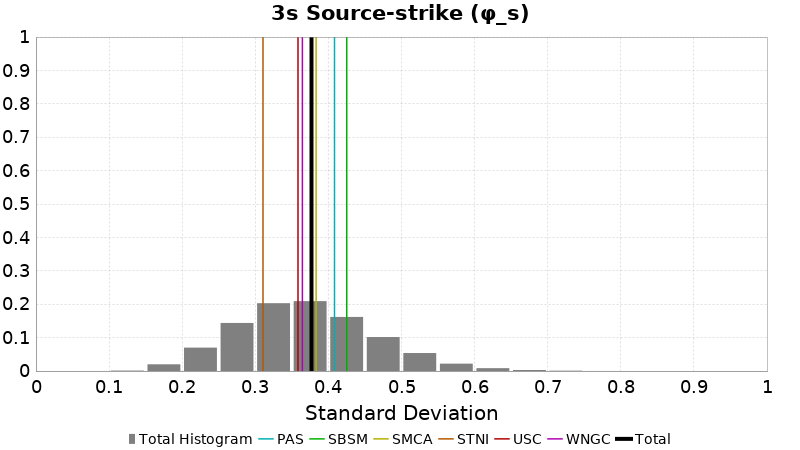 3s Source-strike (φ_s)
1
0.9
0.8
0.7
0.6
0.5
0.4
0.3
0.2
0.1
0
0 0.1 0.2 0.3 0.4 0.5 0.6 0.7 0.8 0.9 1
Standard Deviation
Total Histogram PAS SBSM SMCA STNI USC WNGC Total